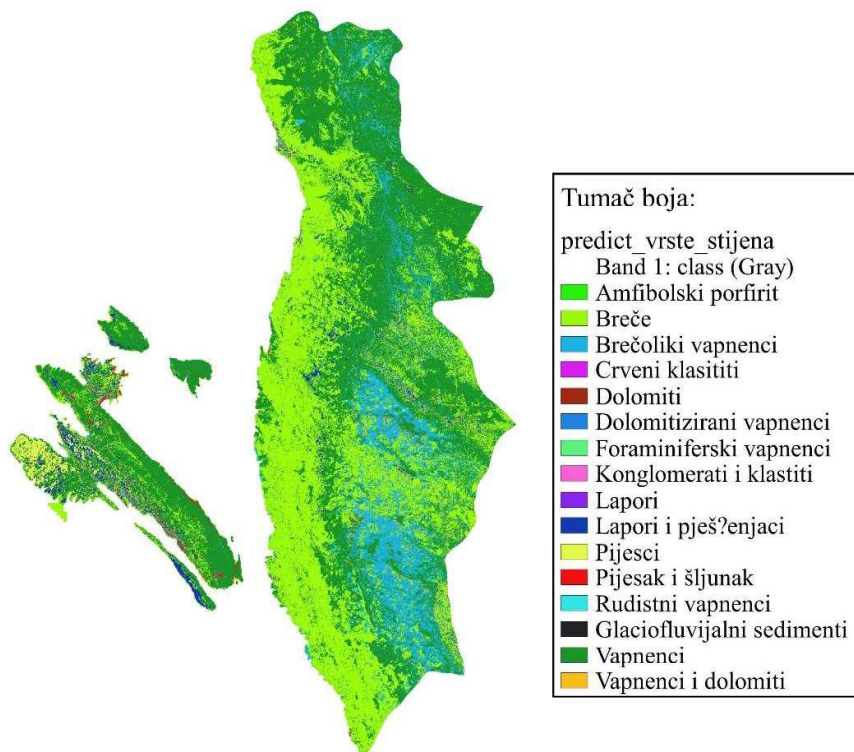 Tumač boja:
predict_vrste_stijena
Band 1: class (Gray)
Amfibolski porfirit
Breče
Brečoliki vapnenci
Crveni klasititi
Dolomiti
Dolomitizirani vapnenci
Foraminiferski vapnenci
Konglomerati i klastiti
Lapori
Lapori i pješ?enjaci
Pijesci
Pijesak i šljunak
Rudistni vapnenci
Glaciofluvijalni sedimenti
Vapnenci
Vapnenci i dolomiti